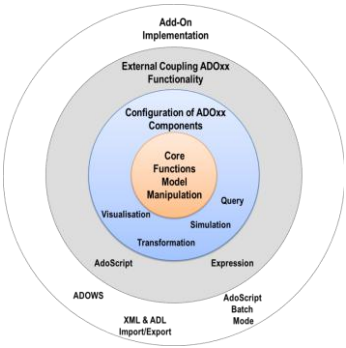 Add-On
Implementation
External Coupling ADOxx
Functionality
Configuration of ADOxx
Components
Core
Functions
Model
Manipulation
Query
Visualisation
Simulation
Transformation
AdoScript
Expression
ADOWS
AdoScript
Batch
Mode
XML & ADL
Import/Export